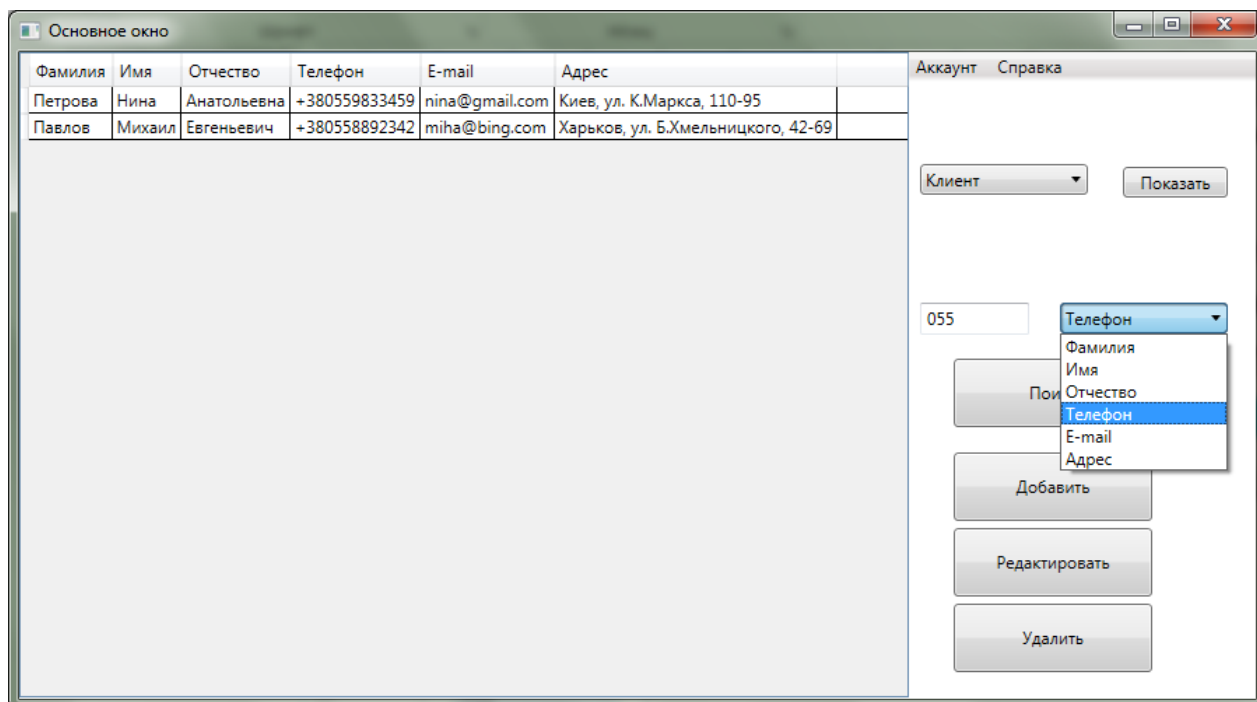 Основное окно
Аккаунт Справка
Фамилия Имя Отчество Телефон E-mail Адрес
Петрова Нина Анатольевна +380559833459 nina@gmail.com Киев, ул. К.Маркса, 110-95
Павлов Михаил Евгеньевич +380558892342 miha@bing.com Харьков, ул. Б.Хмельницкого, 42-69
Клиент Показать
055 Телефон
Фамилия
Имя
Пои Отчество
Телефон
E-mail
Адрес
Добавить
Редактировать
Удалить